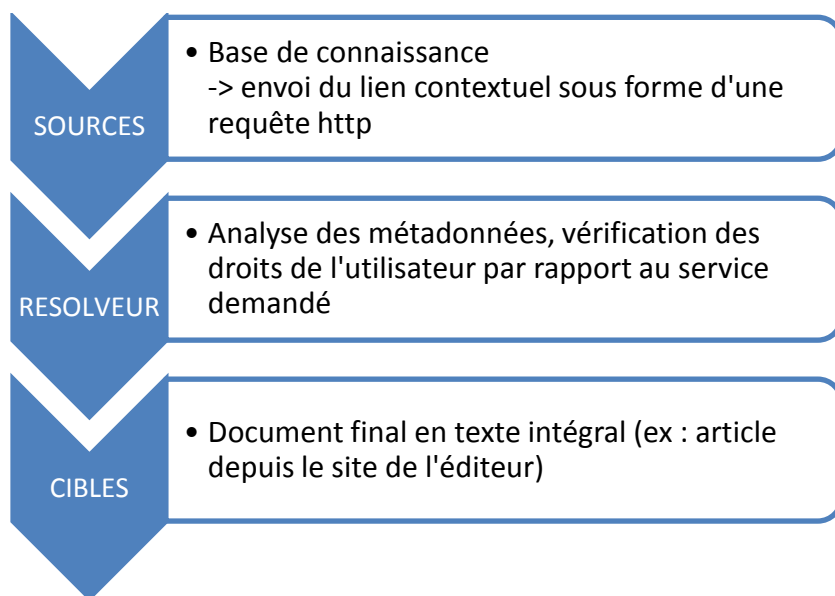 SOURCES
• Base de connaissance
-> envoi du lien contextuel sous forme d'une
requête http
RESOLVEUR
• Analyse des métadonnées, vérification des
droits de l'utilisateur par rapport au service
demandé
CIBLES
• Document final en texte intégral (ex : article
depuis le site de l'éditeur)